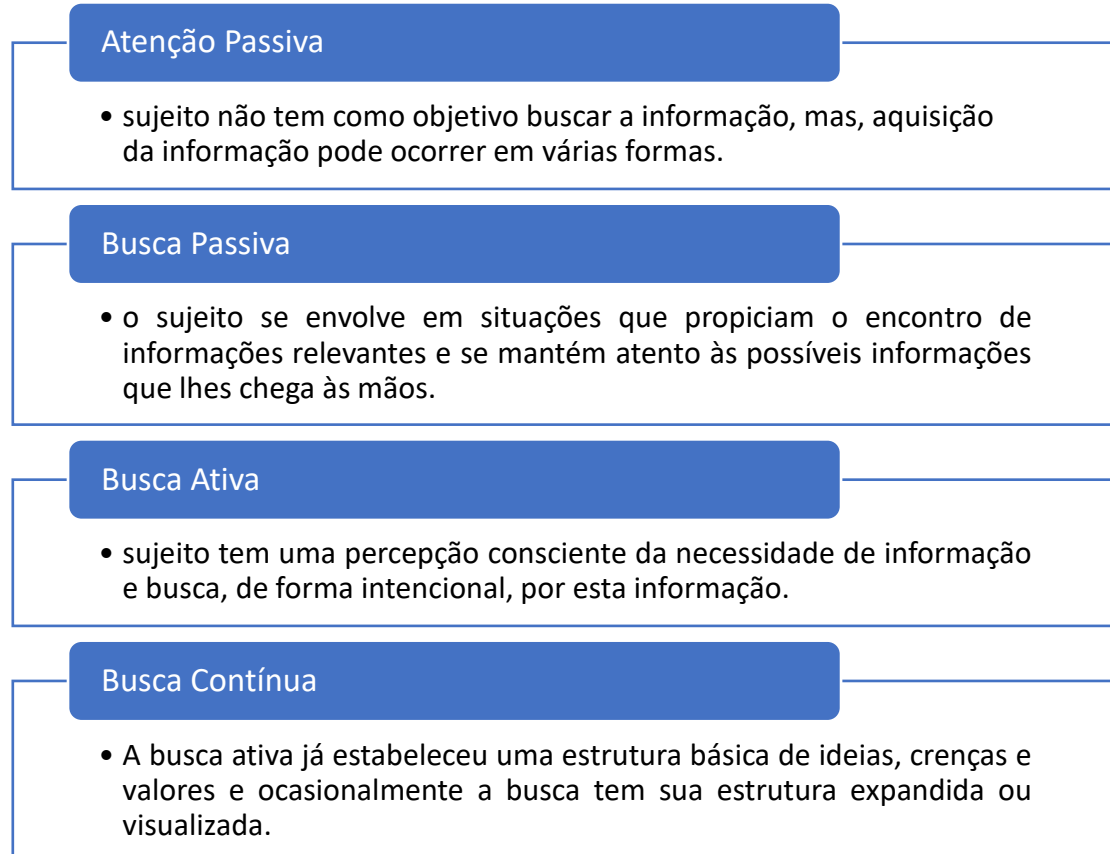 Atenção Passiva
• sujeito não tem como objetivo buscar a informação, mas, aquisição
da informação pode ocorrer em várias formas.
Busca Passiva
• o sujeito se envolve em situações que propiciam o encontro de
informações relevantes e se mantém atento às possíveis informações
que lhes chega às mãos.
Busca Ativa
• sujeito tem uma percepção consciente da necessidade de informação
e busca, de forma intencional, por esta informação.
Busca Contínua
• A busca ativa já estabeleceu uma estrutura básica de ideias, crenças e
valores e ocasionalmente a busca tem sua estrutura expandida ou
visualizada.